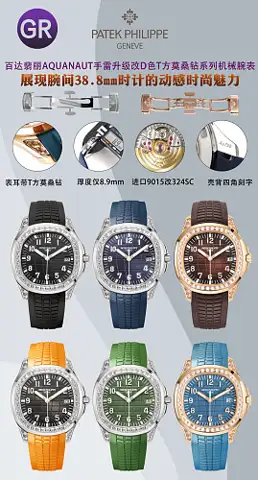 GR
PATEK PHILIPPE
GENEVE
百达翡丽AQUANAUT手雷升级改D色T方莫桑钻系列机械腕表
展现腕间38.8mm时计的动感时尚魅力
表耳带T方莫桑钻
厚度仅8.9mm
进口9015改324SC
壳背四角刻字